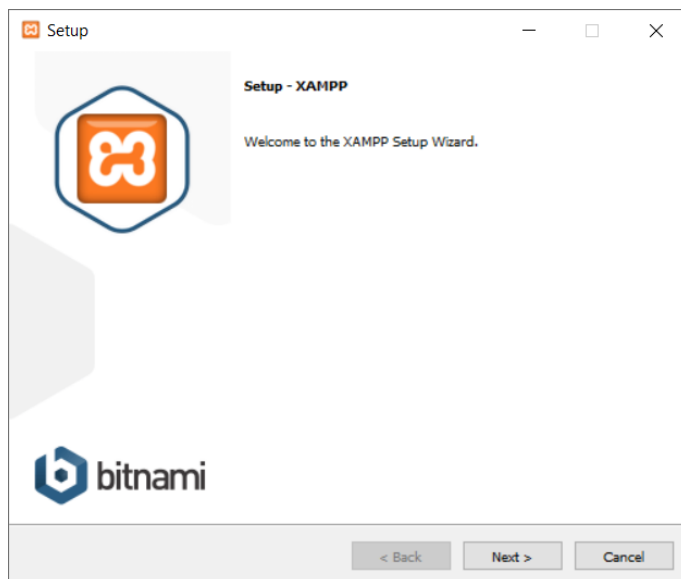 Setup
Setup - XAMPP
Welcome to the XAMPP Setup Wizard.
bitnami
< Back
Next >
Cancel